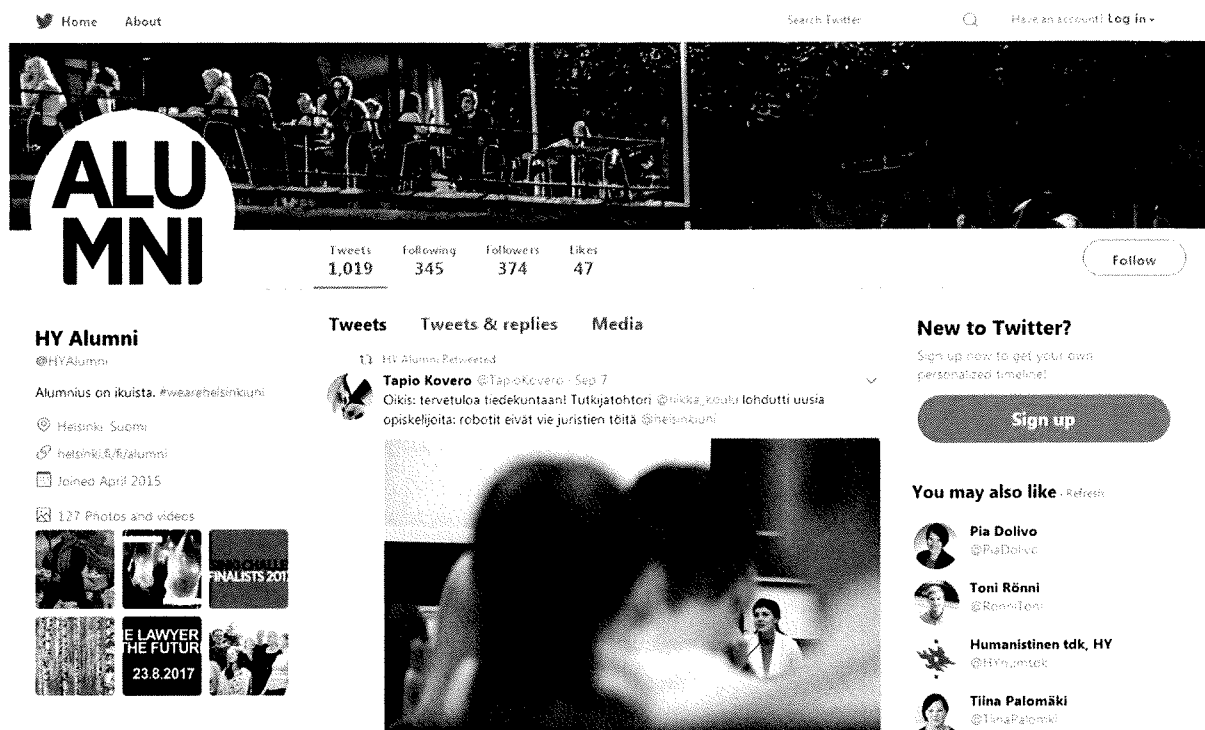 Home About
Search Twitter
Have an account? Log in
ALU
MNI
Tweets Following Followers Likes
1,019 345 374 47
Follow
HY Alumni
@HYAlumni
Alumnius on ikuista. #wearehelsinkiuni
Helsinki, Suomi
helsinki.fi/fi/alumni
Joined April 2015
127 Photos and videos
FINALISTS 201
E LAWYER
THE FUTUR
23.8.2017
Tweets Tweets & replies Media
HY Alumni Retweeted
Tapio Kovero @TapioKovero · Sep 7
Oikis: tervetuloa tiedekuntaan! Tutkijatohtori lohdutti uusia
opiskelijoita: robotit eivät vie juristien töitä @helsinkiuni
New to Twitter?
Sign up now to get your own
personalized timeline!
Sign up
You may also like · Refresh
Pia Dolivo
@PiaDolivo
Toni Rönni
@RonniToni
Humanistinen tdk, HY
Tiina Palomäki